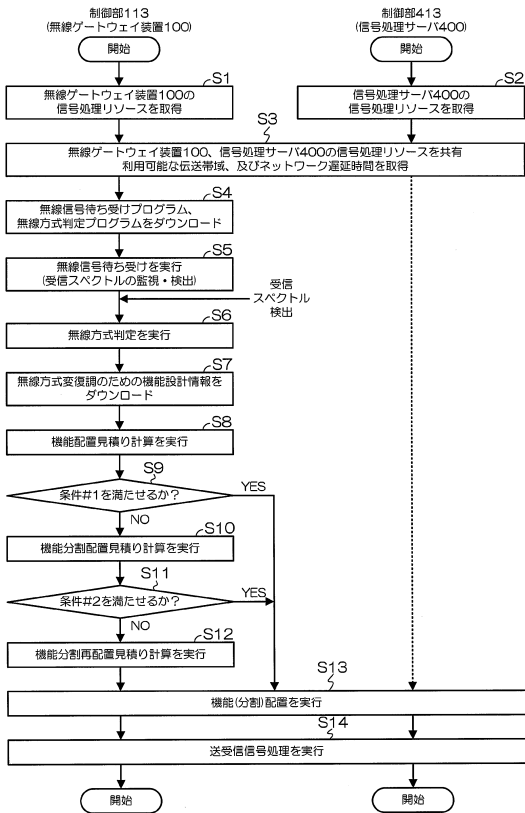 制御部113
(無線ゲートウェイ装置100)
制御部413
(信号処理サーバ400)
開始
開始
S1
無線ゲートウェイ装置100の
信号処理リソースを取得
S2
信号処理サーバ400の
信号処理リソースを取得
S3
無線ゲートウェイ装置100、信号処理サーバ400の信号処理リソースを共有
利用可能な伝送帯域、及びネットワーク遅延時間を取得
S4
無線信号待ち受けプログラム、
無線方式判定プログラムをダウンロード
S5
無線信号待ち受けを実行
(受信スペクトルの監視・検出)
受信
スペクトル
検出
S6
無線方式判定を実行
S7
無線方式変復調のための機能設計情報を
ダウンロード
S8
機能配置見積り計算を実行
S9
条件#1を満たせるか?
YES
NO
S10
機能分割配置見積り計算を実行
S11
条件#2を満たせるか?
YES
NO
S12
機能分割再配置見積り計算を実行
S13
機能(分割)配置を実行
S14
送受信信号処理を実行
開始
開始